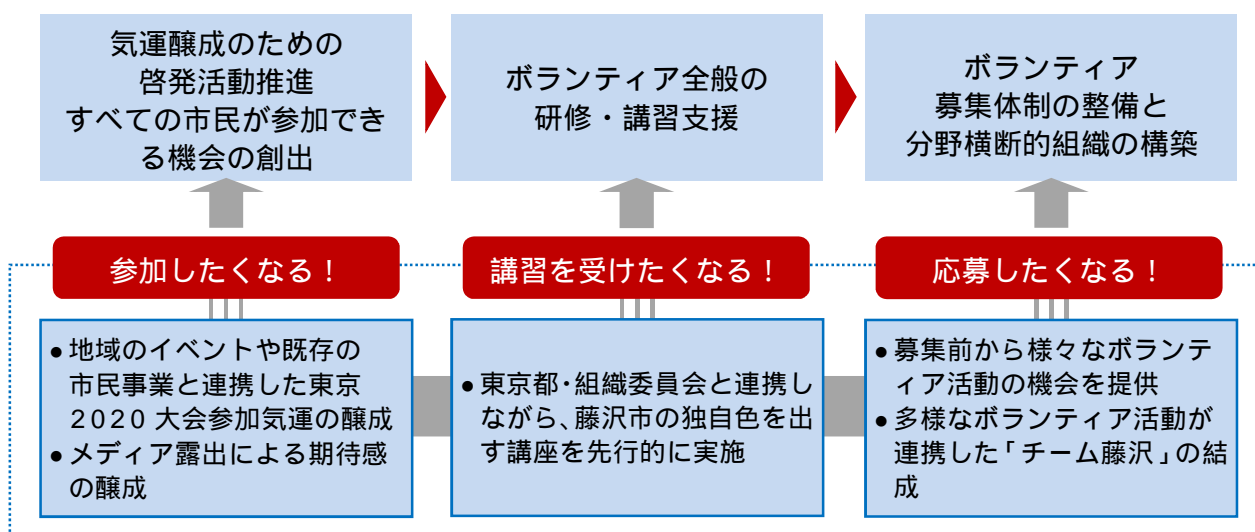 気運醸成のための
啓発活動推進
すべての市民が参加でき
る機会の創出
ボランティア全般の
研修・講習支援
ボランティア
募集体制の整備と
分野横断的組織の構築
参加したくなる！
講習を受けたくなる！
応募したくなる！
●地域のイベントや既存の
市民事業と連携した東京
2020 大会参加気運の醸成
●メディア露出による期待感
の醸成
●東京都・組織委員会と連携し
ながら、藤沢市の独自色を出
す講座を先行的に実施
●募集前から様々なボランテ
ィア活動の機会を提供
●多様なボランティア活動が
連携した「チーム藤沢」の結
成